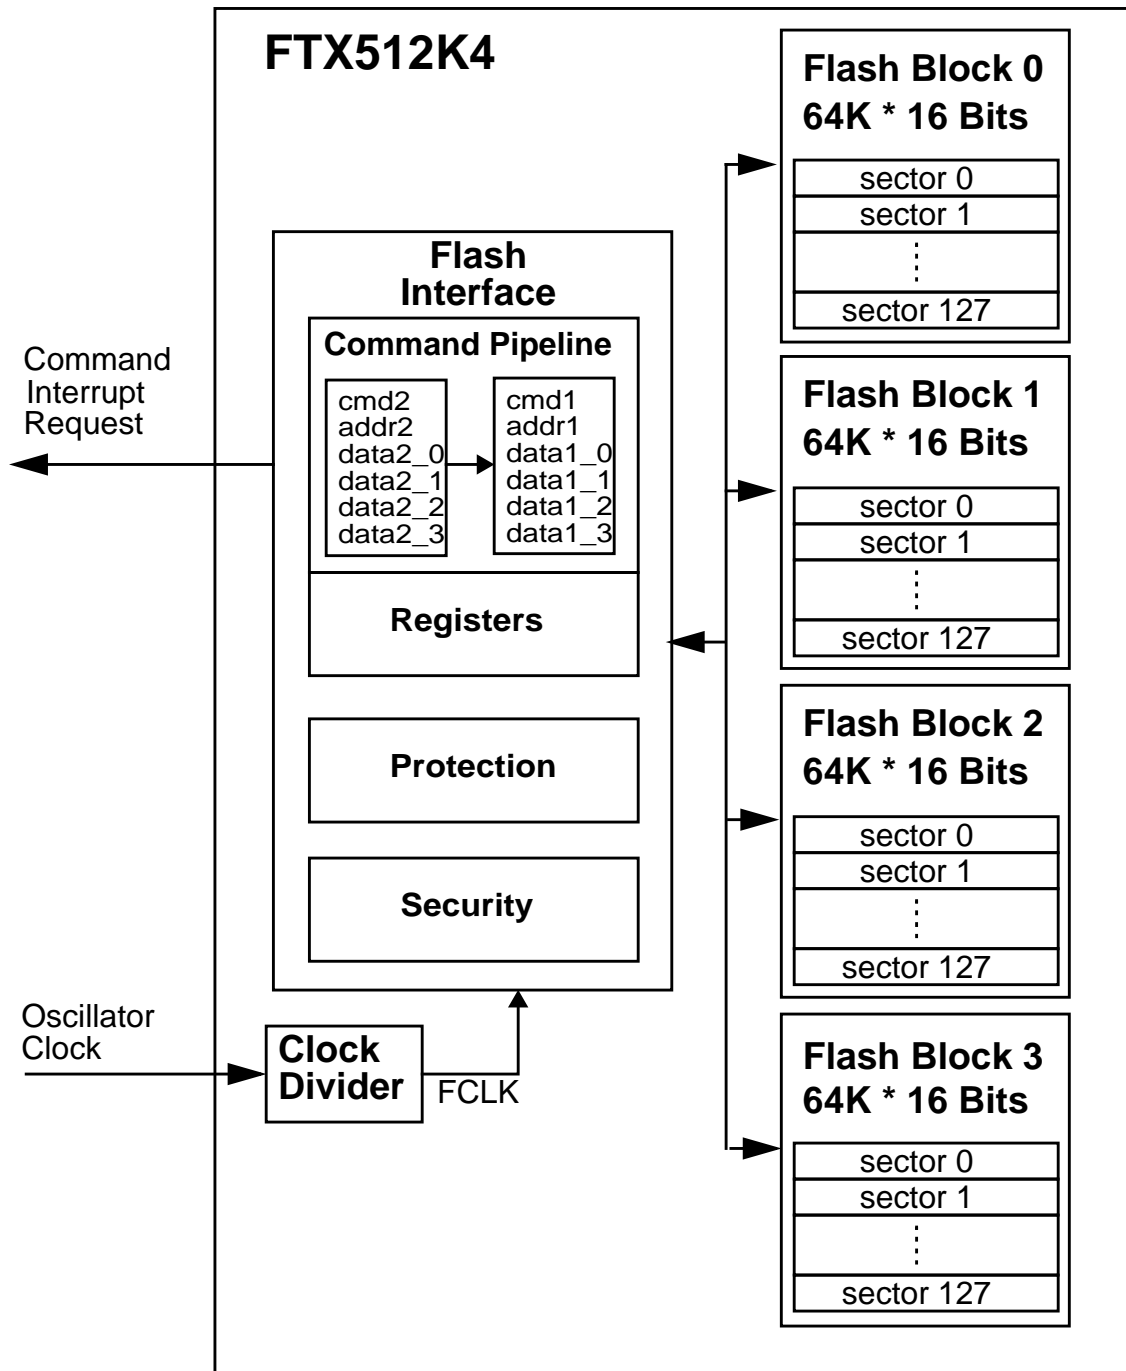 FTX512K4
Flash Block 0
64K * 16 Bits
sector 0
sector 1
sector 127
Flash
Interface
Command Pipeline
cmd2
addr2
data2_0
data2_1
data2_2
data2_3
cmd1
addr1
data1_0
data1_1
data1_2
data1_3
Registers
Protection
Security
Command
Interrupt
Request
Flash Block 1
64K * 16 Bits
sector 0
sector 1
sector 127
Flash Block 2
64K * 16 Bits
sector 0
sector 1
sector 127
Oscillator
Clock
Clock
Divider
FCLK
Flash Block 3
64K * 16 Bits
sector 0
sector 1
sector 127